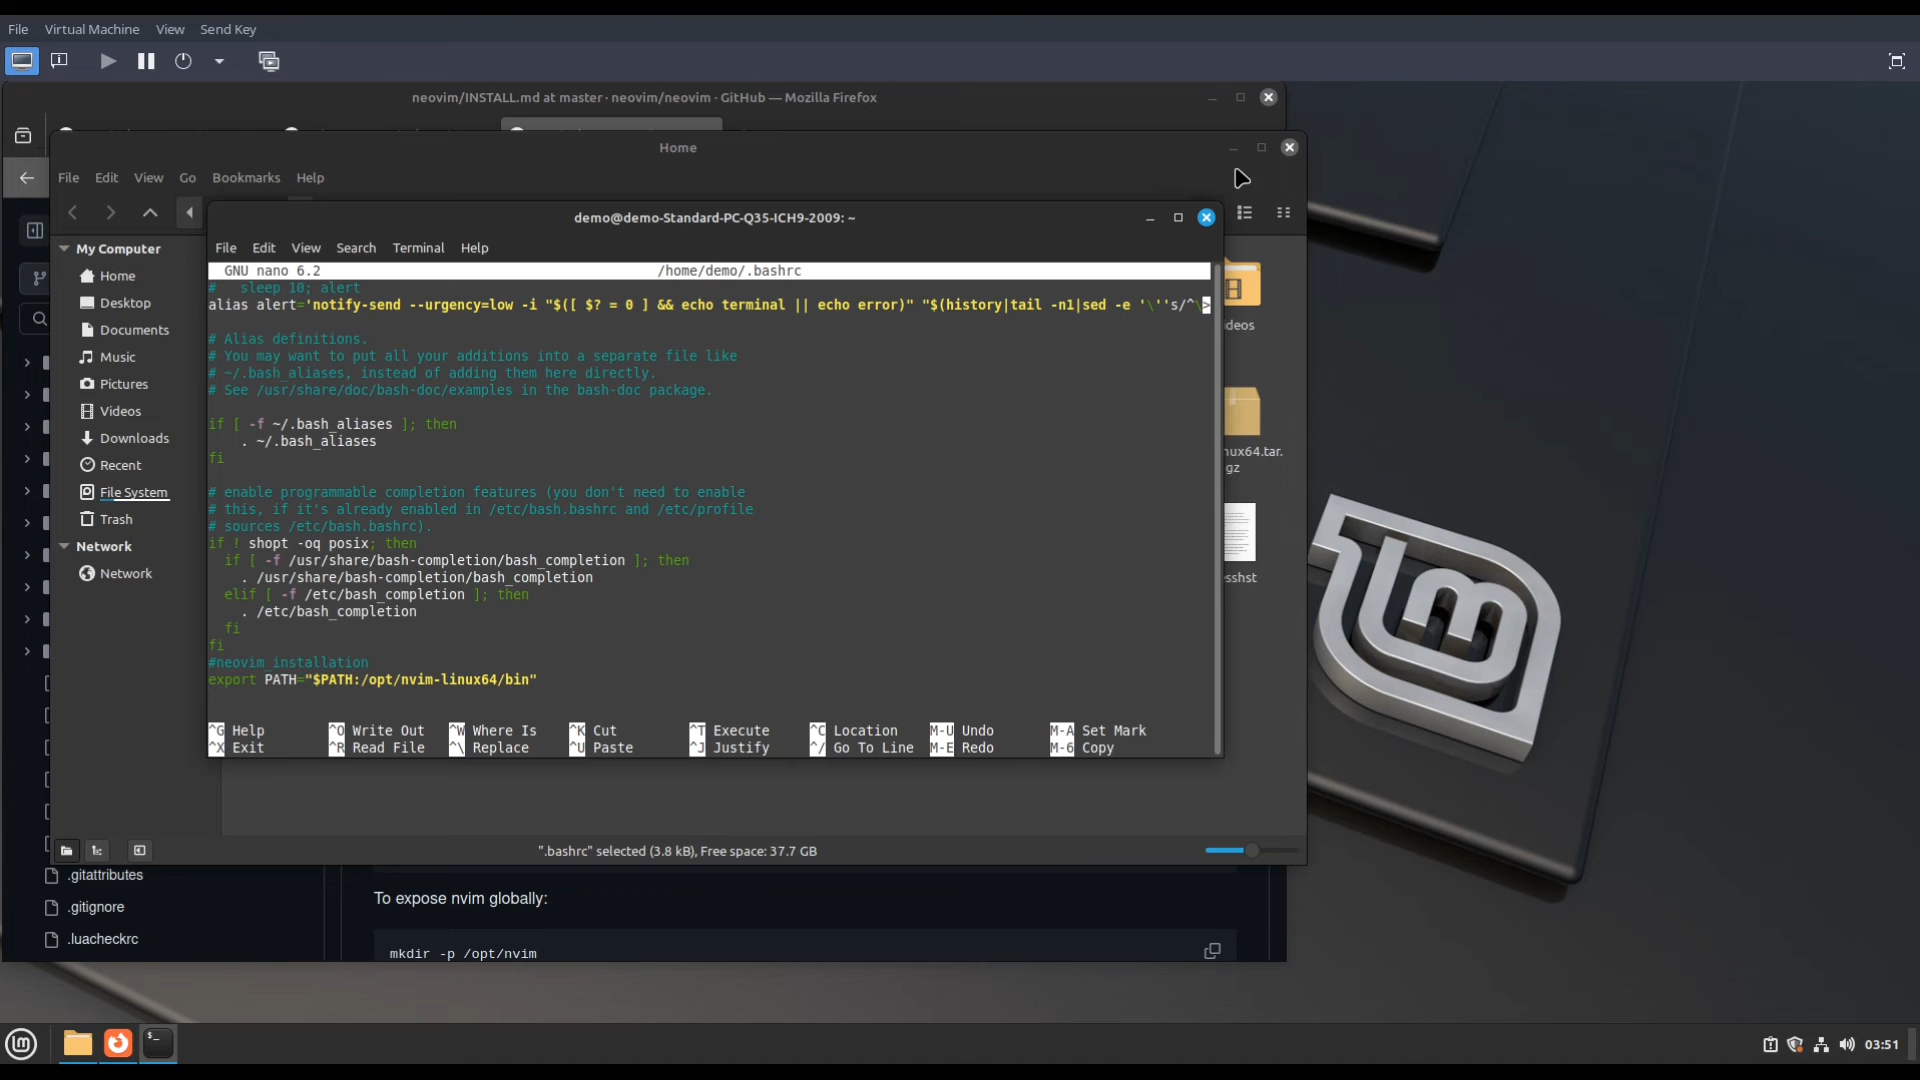 File Virtual Machine View Send Key
neovim/INSTALL.md at master · neovim/neovim · GitHub — Mozilla Firefox
Home
File Edit View Go Bookmarks Help
demo@demo-Standard-PC-Q35-ICH9-2009: ~
File Edit View Search Terminal Help
GNU nano 6.2 /home/demo/.bashrc
#   sleep 10; alert
alias alert='notify-send --urgency=low -i "$([ $? = 0 ] && echo terminal || echo error)" "$(history|tail -n1|sed -e '\''s/^\>
# Alias definitions.
# You may want to put all your additions into a separate file like
# ~/.bash_aliases, instead of adding them here directly.
# See /usr/share/doc/bash-doc/examples in the bash-doc package.
if [ -f ~/.bash_aliases ]; then
    . ~/.bash_aliases
fi
# enable programmable completion features (you don't need to enable
# this, if it's already enabled in /etc/bash.bashrc and /etc/profile
# sources /etc/bash.bashrc).
if ! shopt -oq posix; then
  if [ -f /usr/share/bash-completion/bash_completion ]; then
    . /usr/share/bash-completion/bash_completion
  elif [ -f /etc/bash_completion ]; then
    . /etc/bash_completion
  fi
fi
#neovim_installation
export PATH="$PATH:/opt/nvim-linux64/bin"
^G Help ^O Write Out ^W Where Is ^K Cut ^T Execute ^C Location M-U Undo M-A Set Mark
^X Exit ^R Read File ^\ Replace ^U Paste ^J Justify ^/ Go To Line M-E Redo M-6 Copy
My Computer
Home
Desktop
Documents
Music
Pictures
Videos
Downloads
Recent
File System
Trash
Network
Network
ideos
nux64.tar.
gz
esshst
".bashrc" selected (3.8 kB), Free space: 37.7 GB
.gitattributes
.gitignore
.luacheckrc
To expose nvim globally:
mkdir -p /opt/nvim
03:51